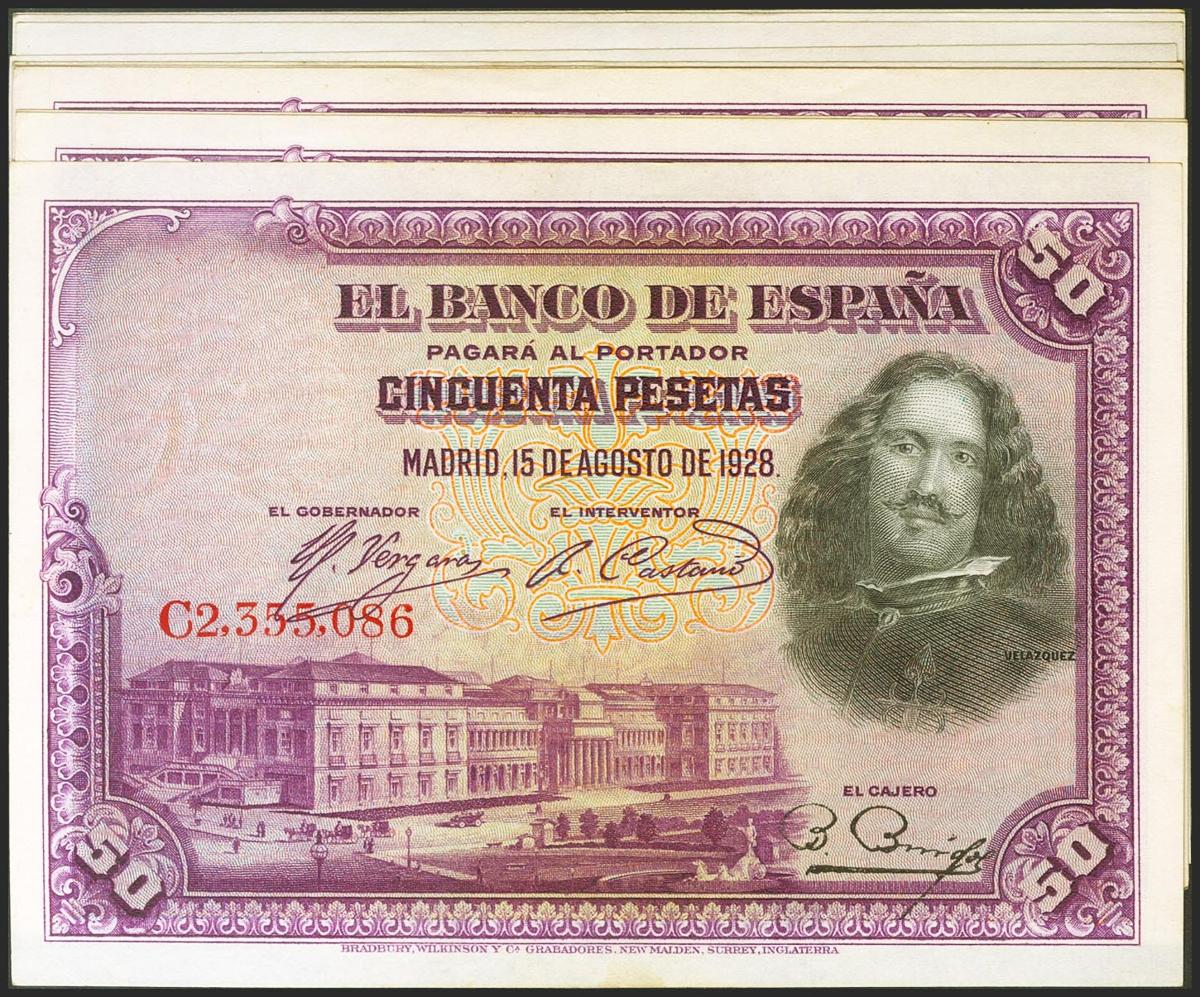 50
EL BANCO DE ESPAÑA
PAGARÁ AL PORTADOR
CINCUENTA PESETAS
MADRID, 15 DE AGOSTO DE 1928.
EL GOBERNADOR EL INTERVENTOR
C2,355,086
VELAZQUEZ
EL CAJERO
50 50
BRADBURY, WILKINSON Y Cª GRABADORES. NEW MALDEN, SURREY, INGLATERRA